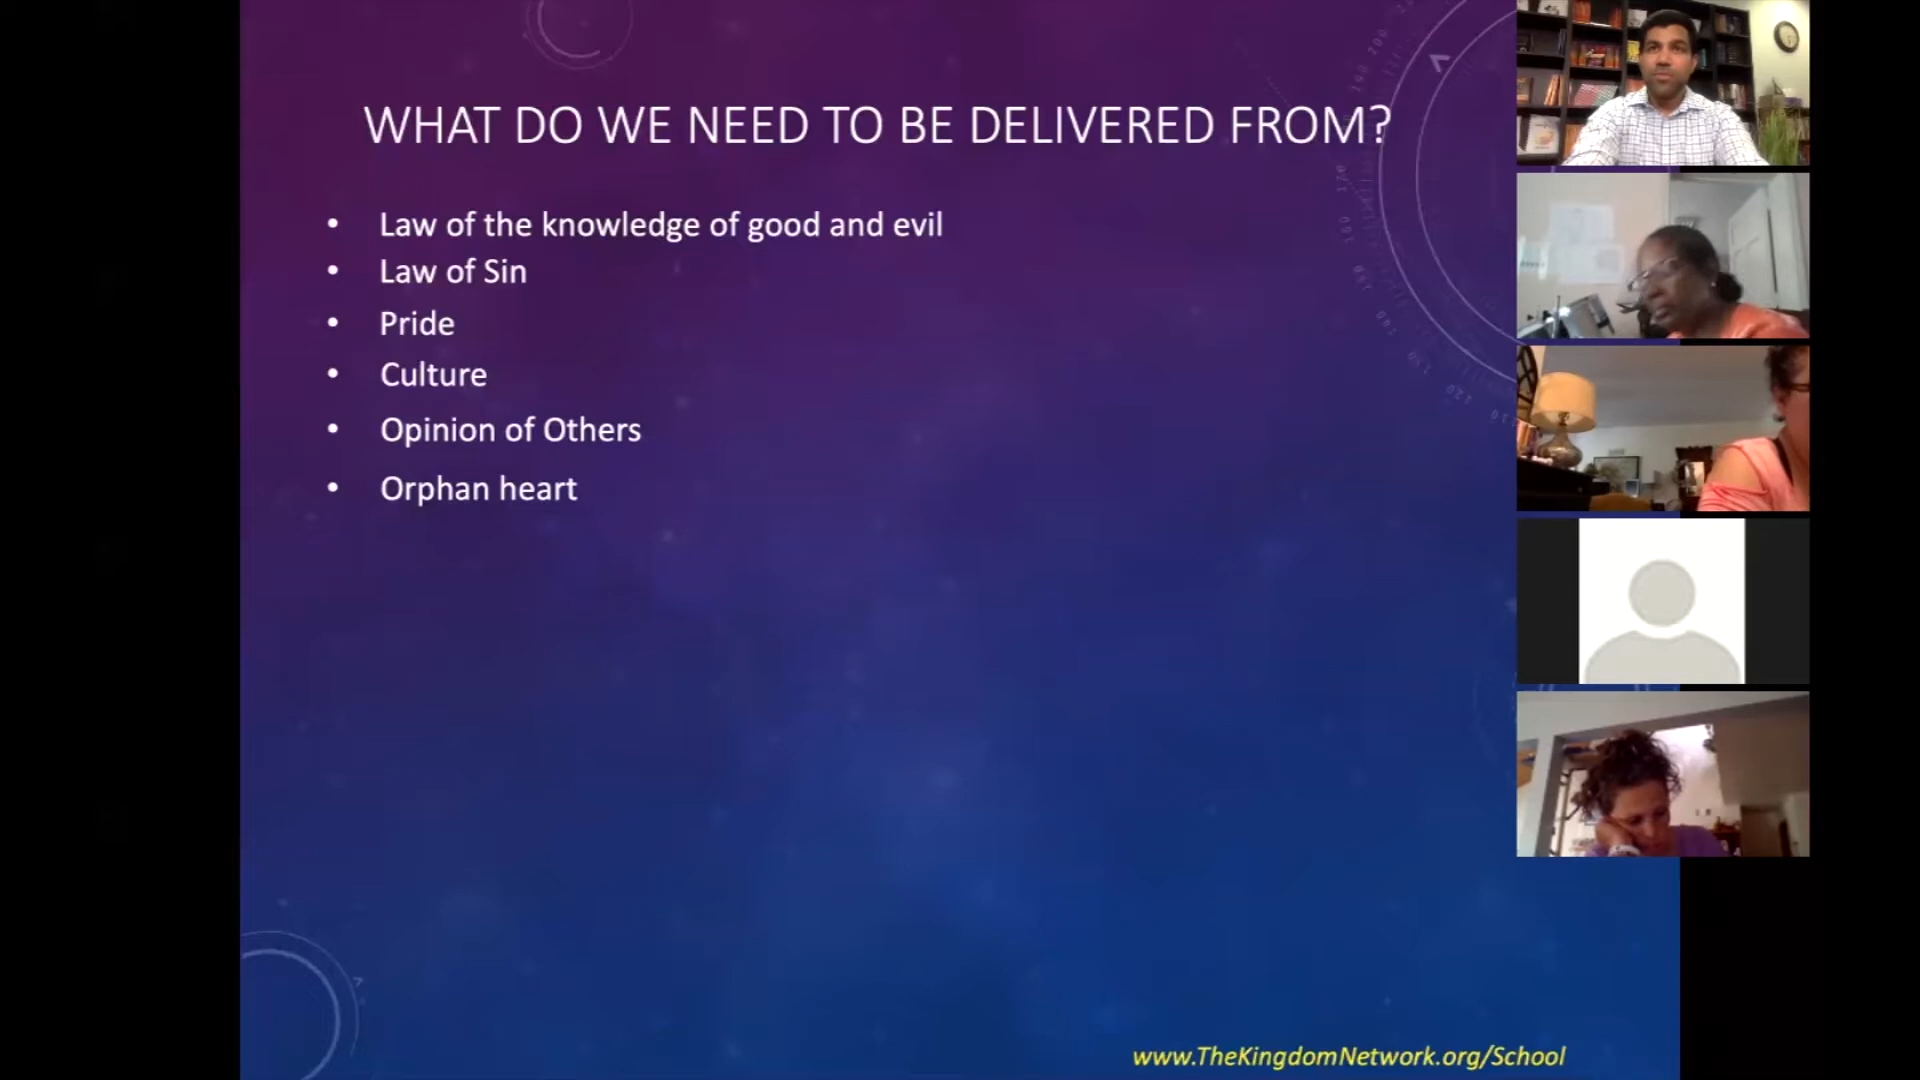 WHAT DO WE NEED TO BE DELIVERED FROM?
• Law of the knowledge of good and evil
• Law of Sin
• Pride
• Culture
• Opinion of Others
• Orphan heart
www.TheKingdomNetwork.org/School